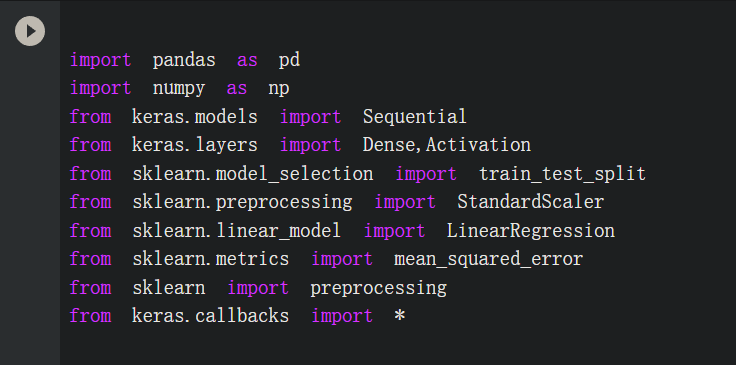 import pandas as pd
import numpy as np
from keras.models import Sequential
from keras.layers import Dense,Activation
from sklearn.model_selection import train_test_split
from sklearn.preprocessing import StandardScaler
from sklearn.linear_model import LinearRegression
from sklearn.metrics import mean_squared_error
from sklearn import preprocessing
from keras.callbacks import *